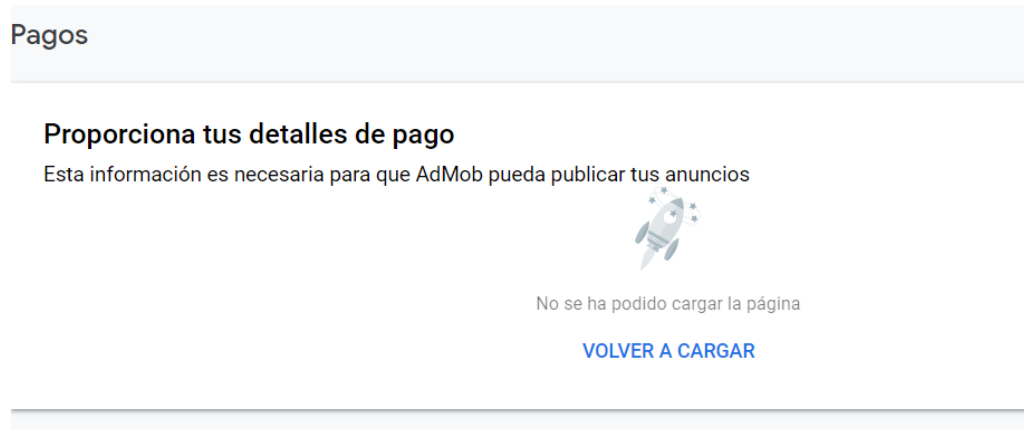 Pagos
Proporciona tus detalles de pago
Esta información es necesaria para que AdMob pueda publicar tus anuncios
No se ha podido cargar la página
VOLVER A CARGAR